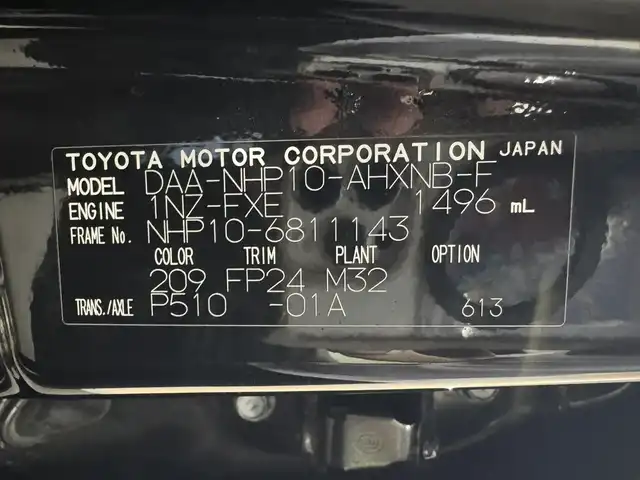 TOYOTA MOTOR CORPORATION JAPAN
MODEL DAA-NHP10-AHXNB-F
ENGINE 1NZ-FXE 1496 mL
FRAME No. NHP10-6811143
COLOR TRIM PLANT OPTION
209 FP24 M32
TRANS./AXLE P510 -01A 613